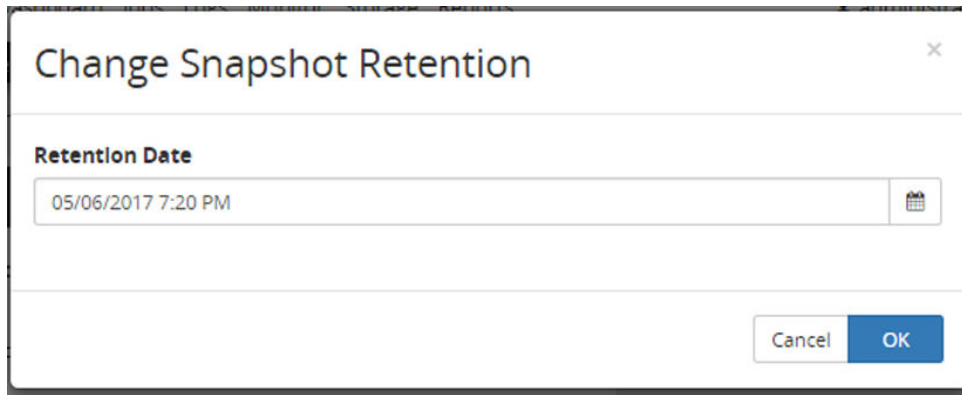 Change Snapshot Retention
×
Retention Date
05/06/2017 7:20 PM
Cancel OK